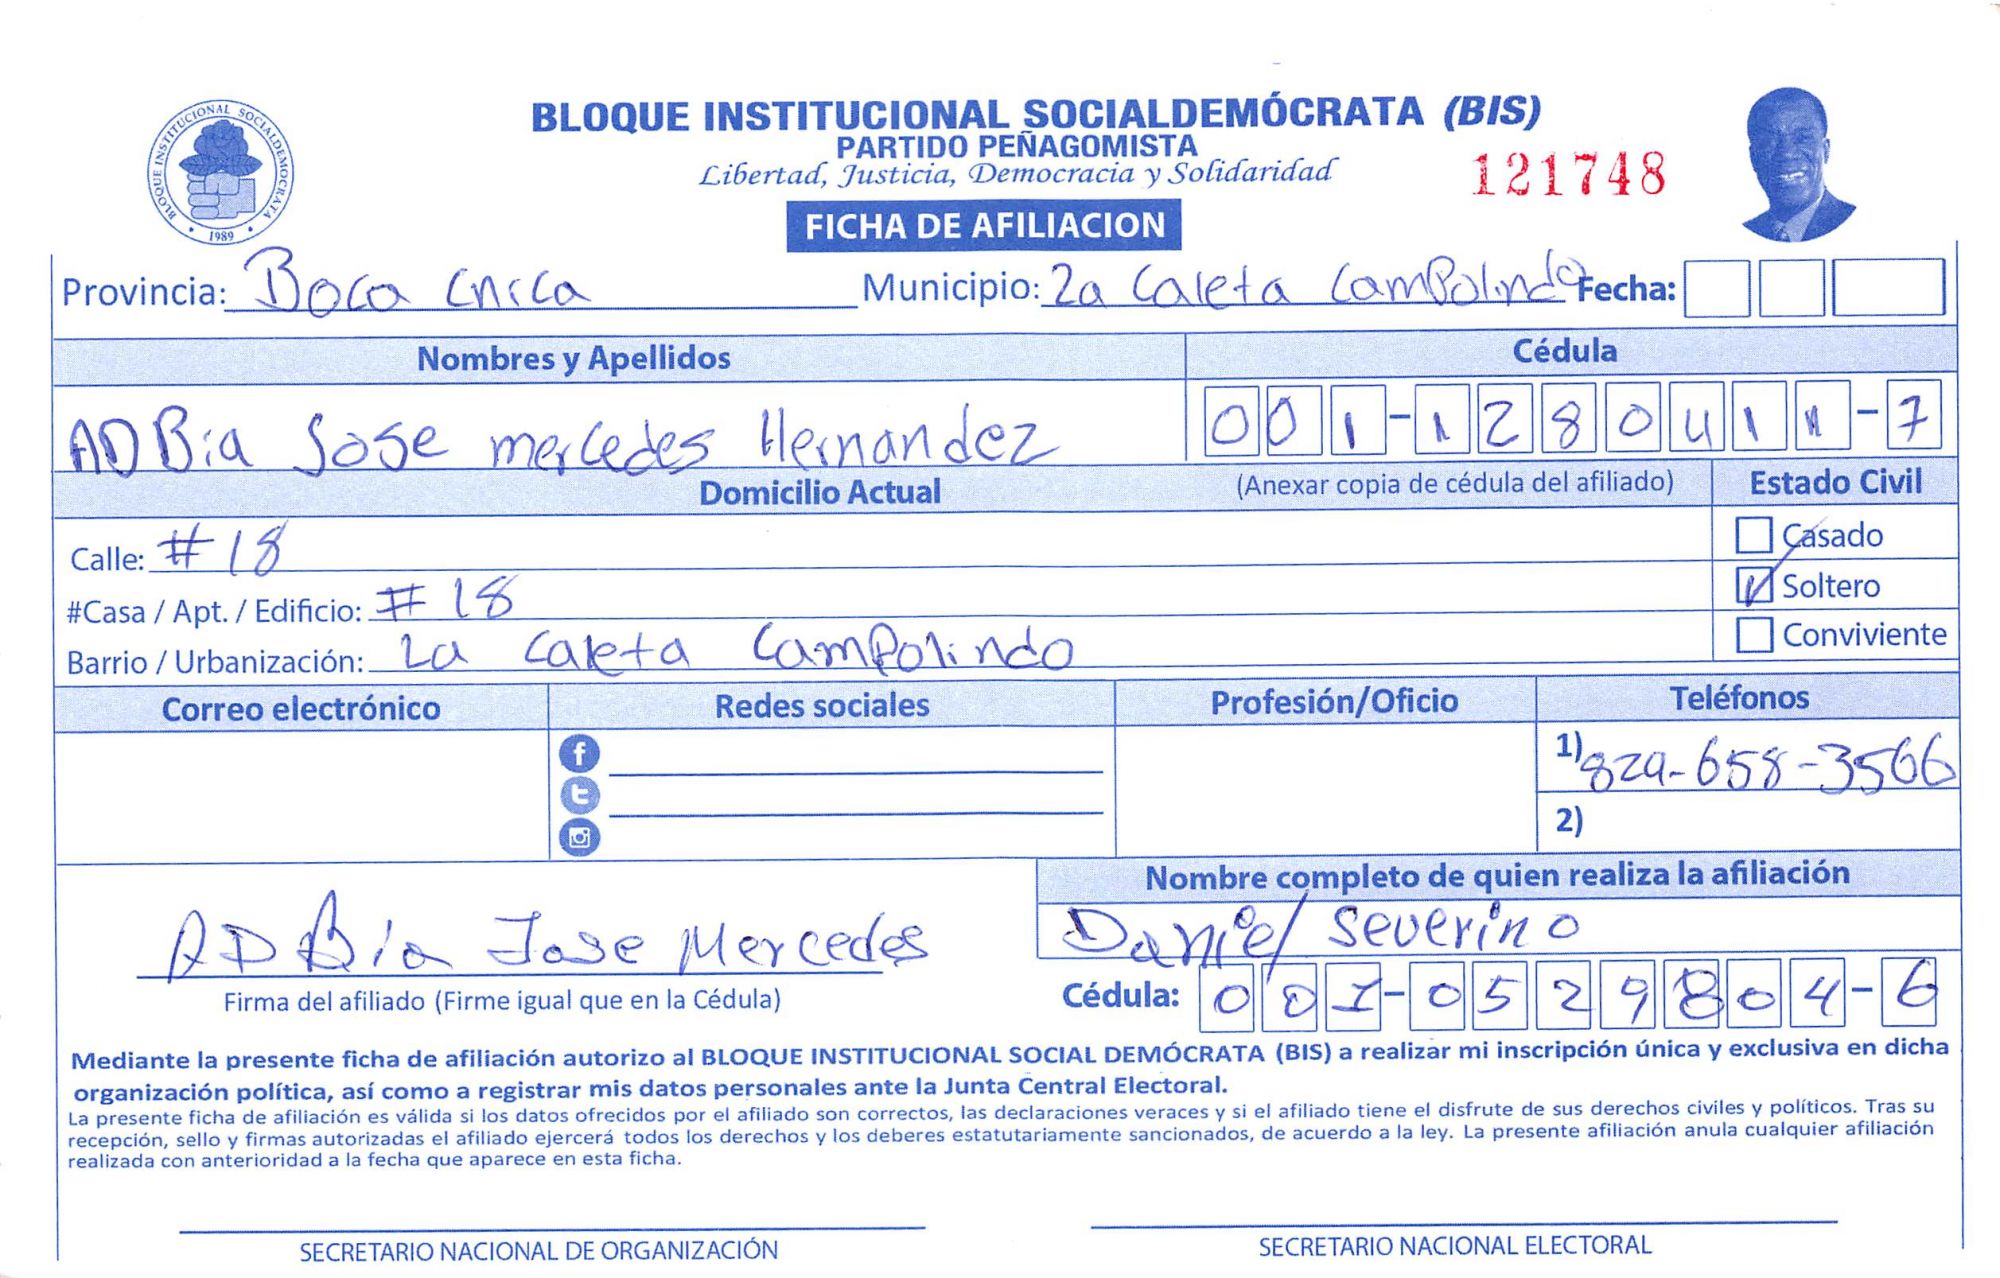 BLOQUE INSTITUCIONAL SOCIALDEMOCRATA
1989
BLOQUE INSTITUCIONAL SOCIALDEMÓCRATA (BIS)
PARTIDO PEÑAGOMISTA
Libertad, Justicia, Democracia y Solidaridad
121748
FICHA DE AFILIACION
Provincia: Boca Chica Municipio: La Caleta Campolindo Fecha:
Nombres y Apellidos Cédula
ADBia Jose mercedes Hernandez 001-1280411-7
Domicilio Actual (Anexar copia de cédula del afiliado) Estado Civil
Calle: #18 Casado
#Casa / Apt. / Edificio: #18 Soltero
Barrio / Urbanización: La Caleta Campolindo Conviviente
Correo electrónico Redes sociales Profesión/Oficio Teléfonos
1) 829-658-3566
2)
Nombre completo de quien realiza la afiliación
ADBia Jose Mercedes Daniel Severino
Firma del afiliado (Firme igual que en la Cédula) Cédula: 001-0529804-6
Mediante la presente ficha de afiliación autorizo al BLOQUE INSTITUCIONAL SOCIAL DEMÓCRATA (BIS) a realizar mi inscripción única y exclusiva en dicha
organización política, así como a registrar mis datos personales ante la Junta Central Electoral.
La presente ficha de afiliación es válida si los datos ofrecidos por el afiliado son correctos, las declaraciones veraces y si el afiliado tiene el disfrute de sus derechos civiles y políticos. Tras su
recepción, sello y firmas autorizadas el afiliado ejercerá todos los derechos y los deberes estatutariamente sancionados, de acuerdo a la ley. La presente afiliación anula cualquier afiliación
realizada con anterioridad a la fecha que aparece en esta ficha.
SECRETARIO NACIONAL DE ORGANIZACIÓN SECRETARIO NACIONAL ELECTORAL